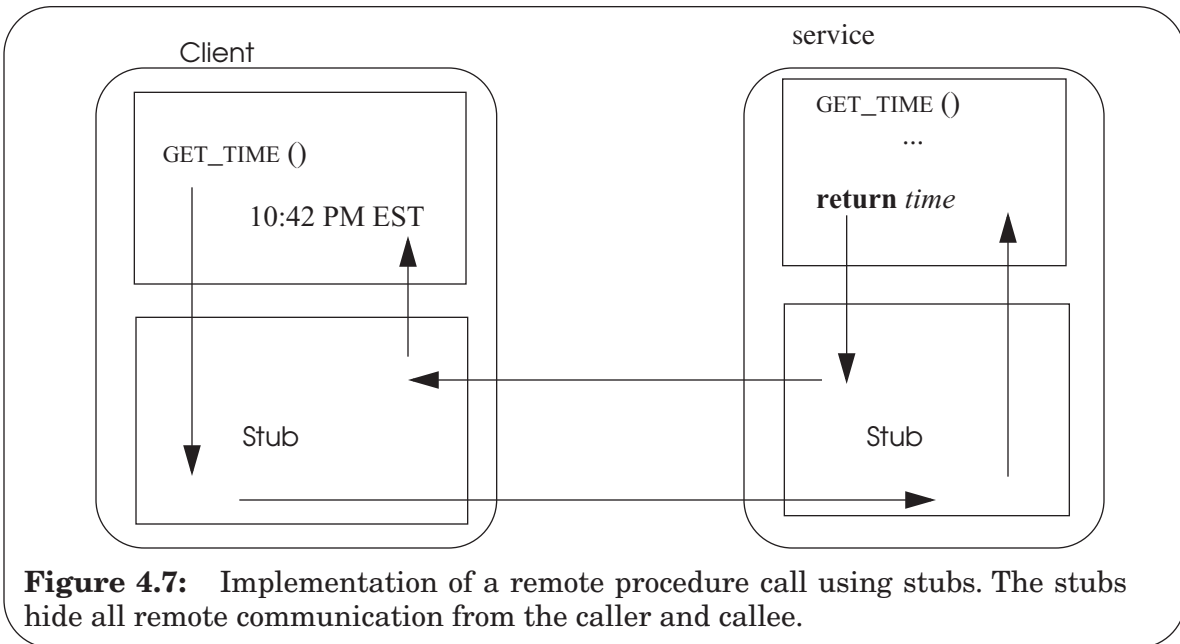 Client
GET_TIME ()
10:42 PM EST
Stub
service
GET_TIME ()
...
return time
Stub
Figure 4.7: Implementation of a remote procedure call using stubs. The stubs
hide all remote communication from the caller and callee.